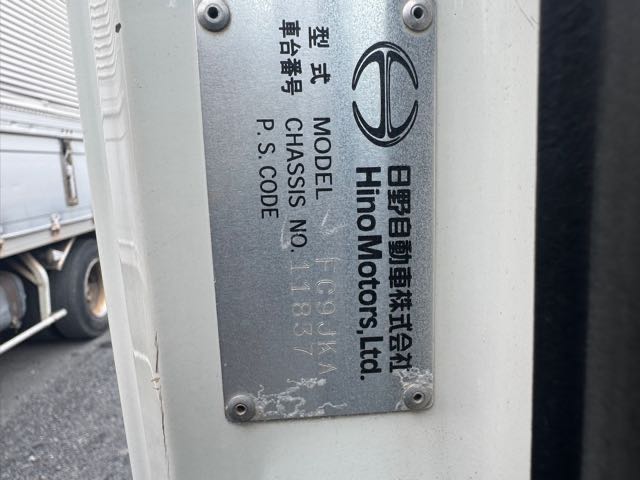 日野自動車株式会社
Hino Motors,Ltd.
型式 MODEL FC9JKA
車台番号 CHASSIS NO. 11837
P.S.CODE